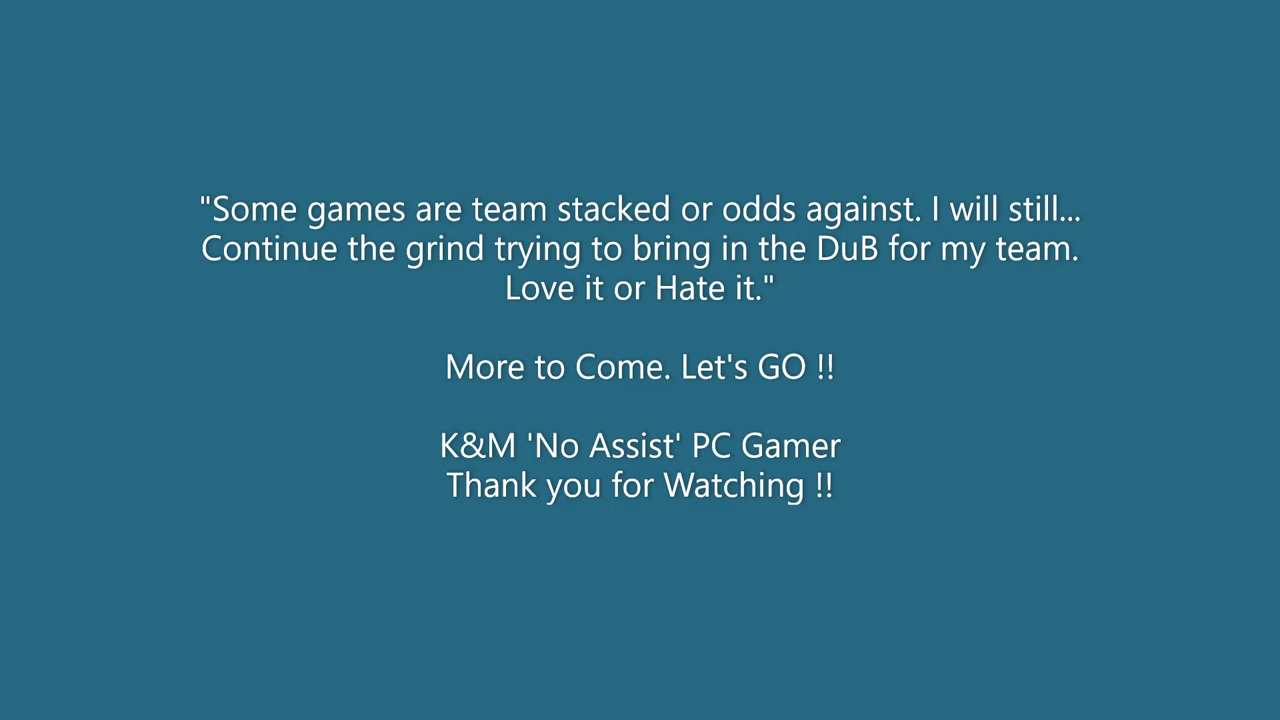 "Some games are team stacked or odds against. I will still...
Continue the grind trying to bring in the DuB for my team.
Love it or Hate it."
More to Come. Let's GO !!
K&M 'No Assist' PC Gamer
Thank you for Watching !!